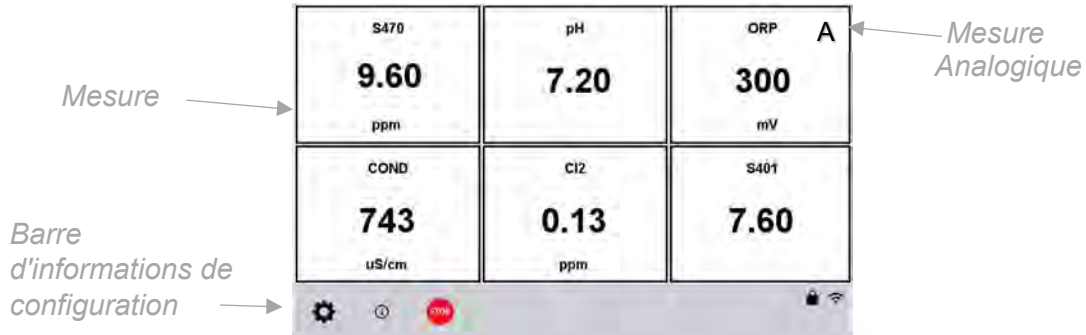 S470
pH
ORP
A
Mesure
Analogique
9.60
7.20
300
Mesure
ppm
mV
COND
Cl2
S401
743
0.13
7.60
Barre
d'informations de
configuration
uS/cm
ppm
STOP